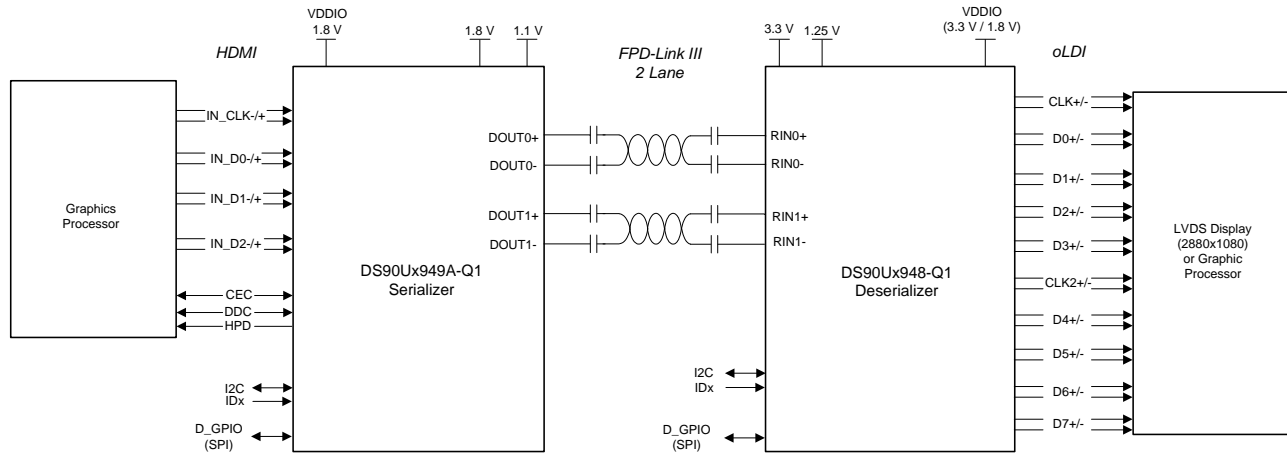 VDDIO
1.8 V
1.8 V
1.1 V
3.3 V
1.25 V
VDDIO
(3.3 V / 1.8 V)
HDMI
FPD-Link III
2 Lane
oLDI
Graphics
Processor
IN_CLK-/+
IN_D0-/+
IN_D1-/+
IN_D2-/+
CEC
DDC
HPD
I2C
IDx
D_GPIO
(SPI)
DOUT0+
DOUT0-
DOUT1+
DOUT1-
DS90Ux949A-Q1
Serializer
RIN0+
RIN0-
RIN1+
RIN1-
DS90Ux948-Q1
Deserializer
I2C
IDx
D_GPIO
(SPI)
CLK+/-
D0+/-
D1+/-
D2+/-
D3+/-
CLK2+/-
D4+/-
D5+/-
D6+/-
D7+/-
LVDS Display
(2880x1080)
or Graphic
Processor